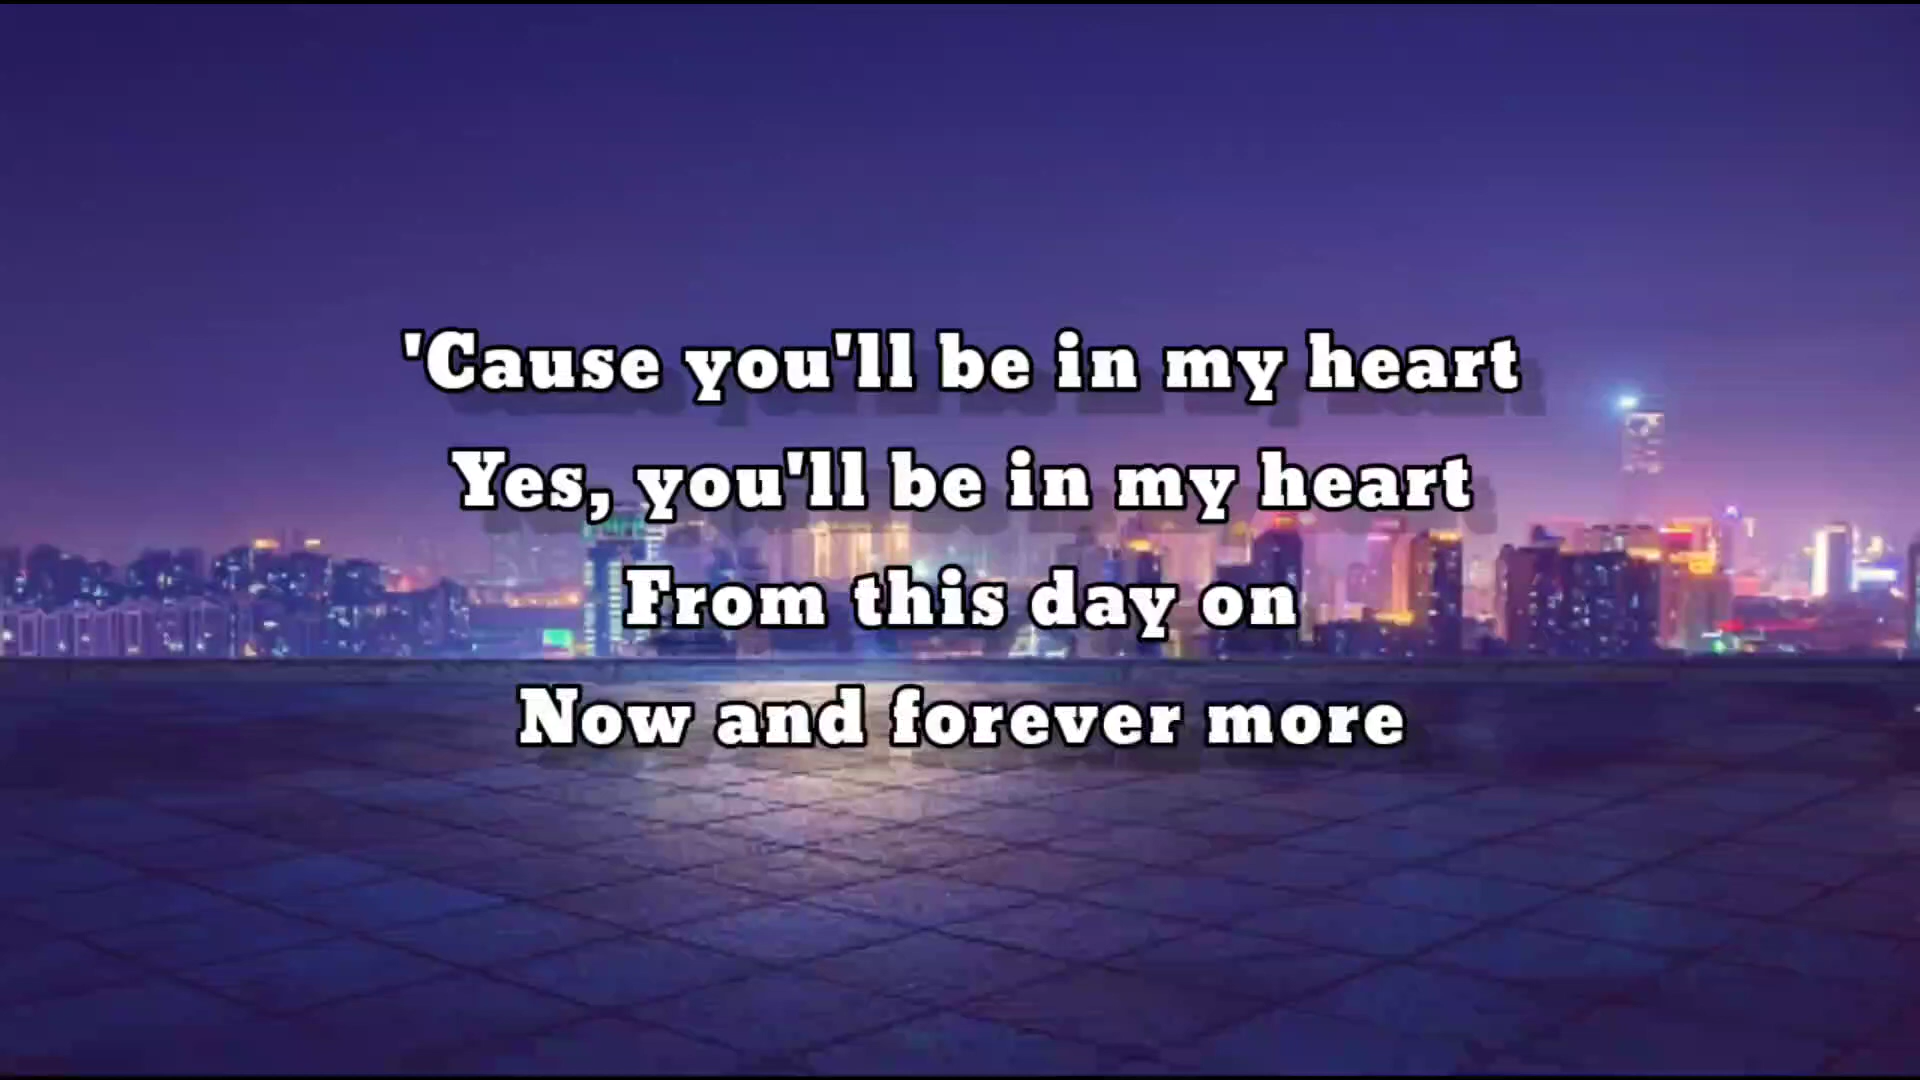 'Cause you'll be in my heart
Yes, you'll be in my heart
From this day on
Now and forever more